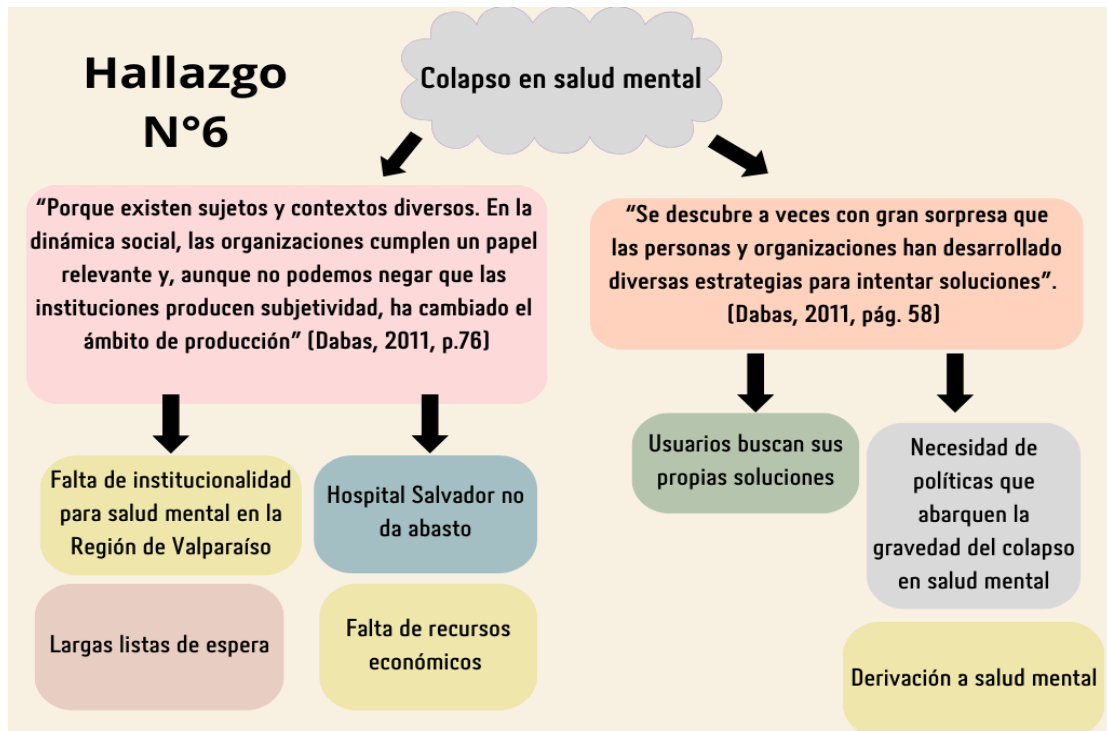 Hallazgo
N°6
Colapso en salud mental
“Porque existen sujetos y contextos diversos. En la
dinámica social, las organizaciones cumplen un papel
relevante y, aunque no podemos negar que las
instituciones producen subjetividad, ha cambiado el
ámbito de producción” (Dabas, 2011, p.76)
“Se descubre a veces con gran sorpresa que
las personas y organizaciones han desarrollado
diversas estrategias para intentar soluciones”.
(Dabas, 2011, pág. 58)
Falta de institucionalidad
para salud mental en la
Región de Valparaíso
Hospital Salvador no
da abasto
Usuarios buscan sus
propias soluciones
Necesidad de
políticas que
abarquen la
gravedad del colapso
en salud mental
Largas listas de espera
Falta de recursos
económicos
Derivación a salud mental